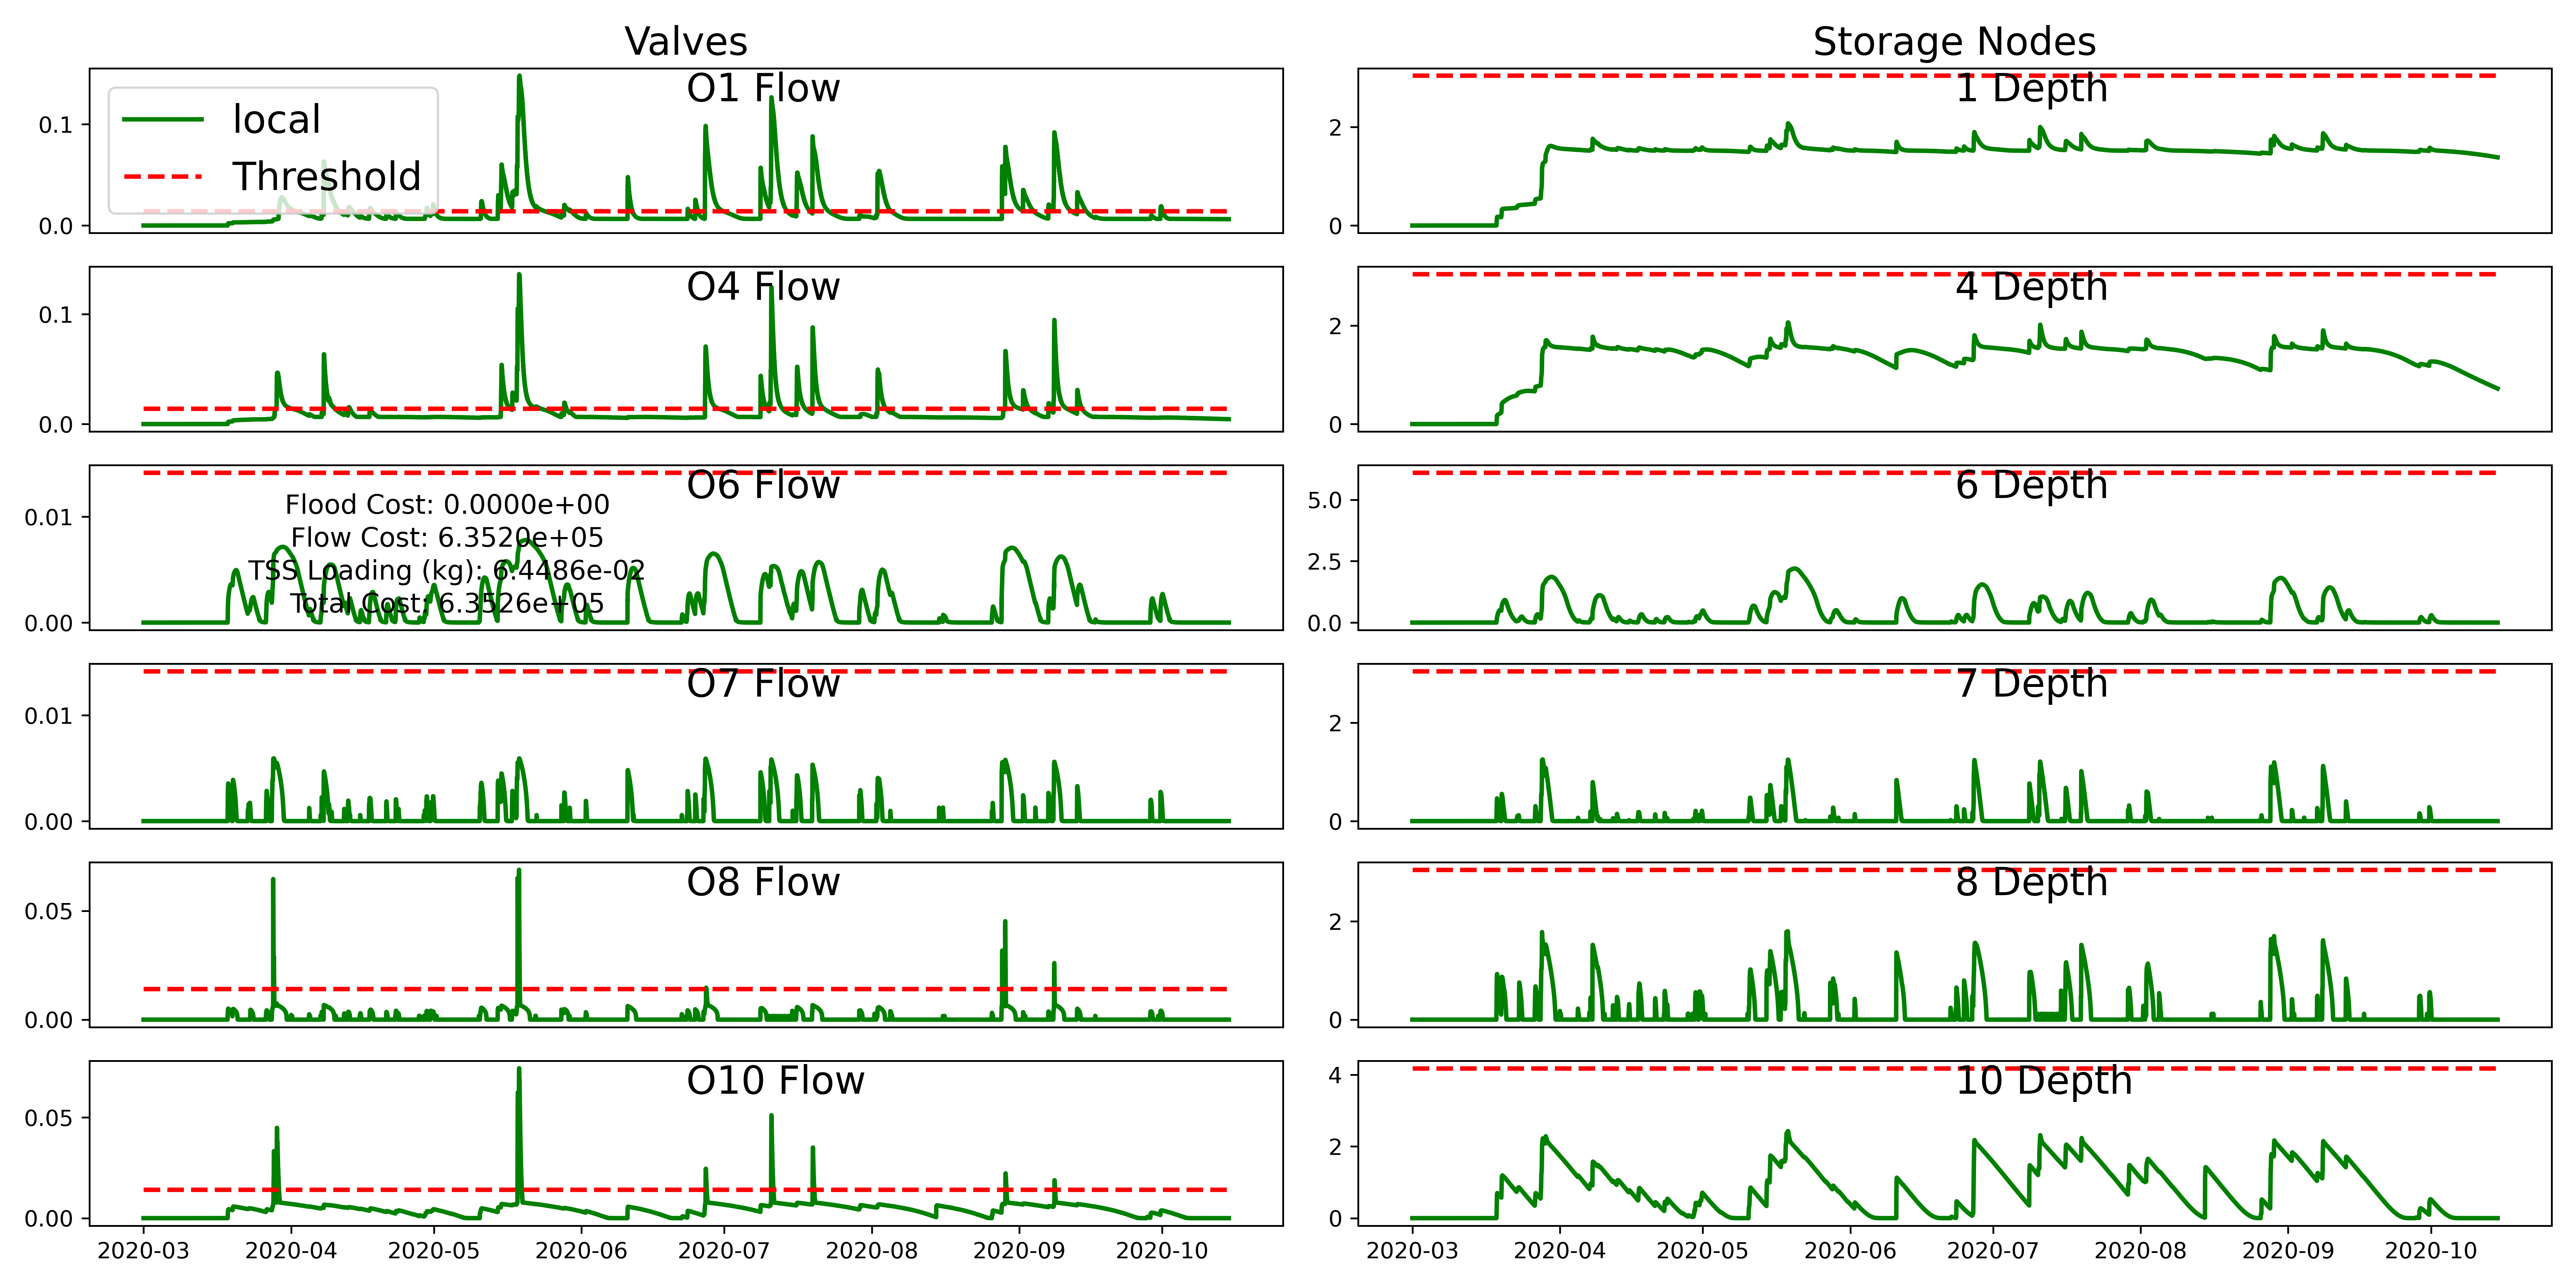 Valves
Storage Nodes
O1 Flow
local
Threshold
0.1
0.0
1 Depth
2
0
O4 Flow
0.1
0.0
4 Depth
2
0
O6 Flow
Flood Cost: 0.0000e+00
Flow Cost: 6.3520e+05
TSS Loading (kg): 6.4486e-02
Total Cost: 6.3526e+05
0.01
0.00
6 Depth
5.0
2.5
0.0
O7 Flow
0.01
0.00
7 Depth
2
0
O8 Flow
0.05
0.00
8 Depth
2
0
O10 Flow
0.05
0.00
2020-03 2020-04 2020-05 2020-06 2020-07 2020-08 2020-09 2020-10
10 Depth
4
2
0
2020-03 2020-04 2020-05 2020-06 2020-07 2020-08 2020-09 2020-10